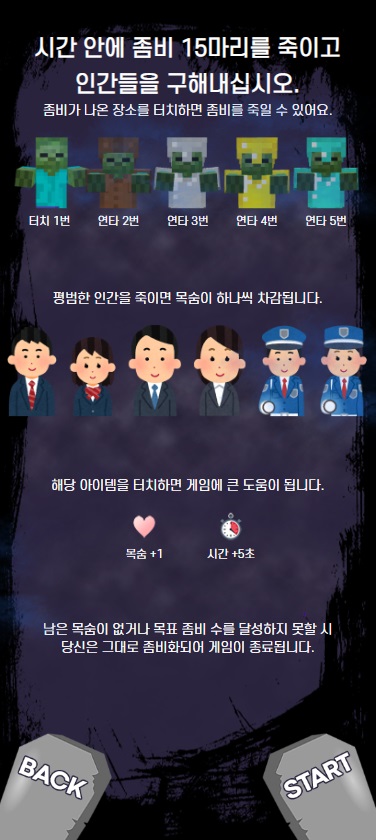 시간 안에 좀비 15마리를 죽이고
인간들을 구해내십시오.
좀비가 나온 장소를 터치하면 좀비를 죽일 수 있어요.
터치 1번
연타 2번
연타 3번
연타 4번
연타 5번
평범한 인간을 죽이면 목숨이 하나씩 차감됩니다.
해당 아이템을 터치하면 게임에 큰 도움이 됩니다.
목숨 +1
시간 +5초
남은 목숨이 없거나 목표 좀비 수를 달성하지 못할 시
당신은 그대로 좀비화되어 게임이 종료됩니다.
BACK
START